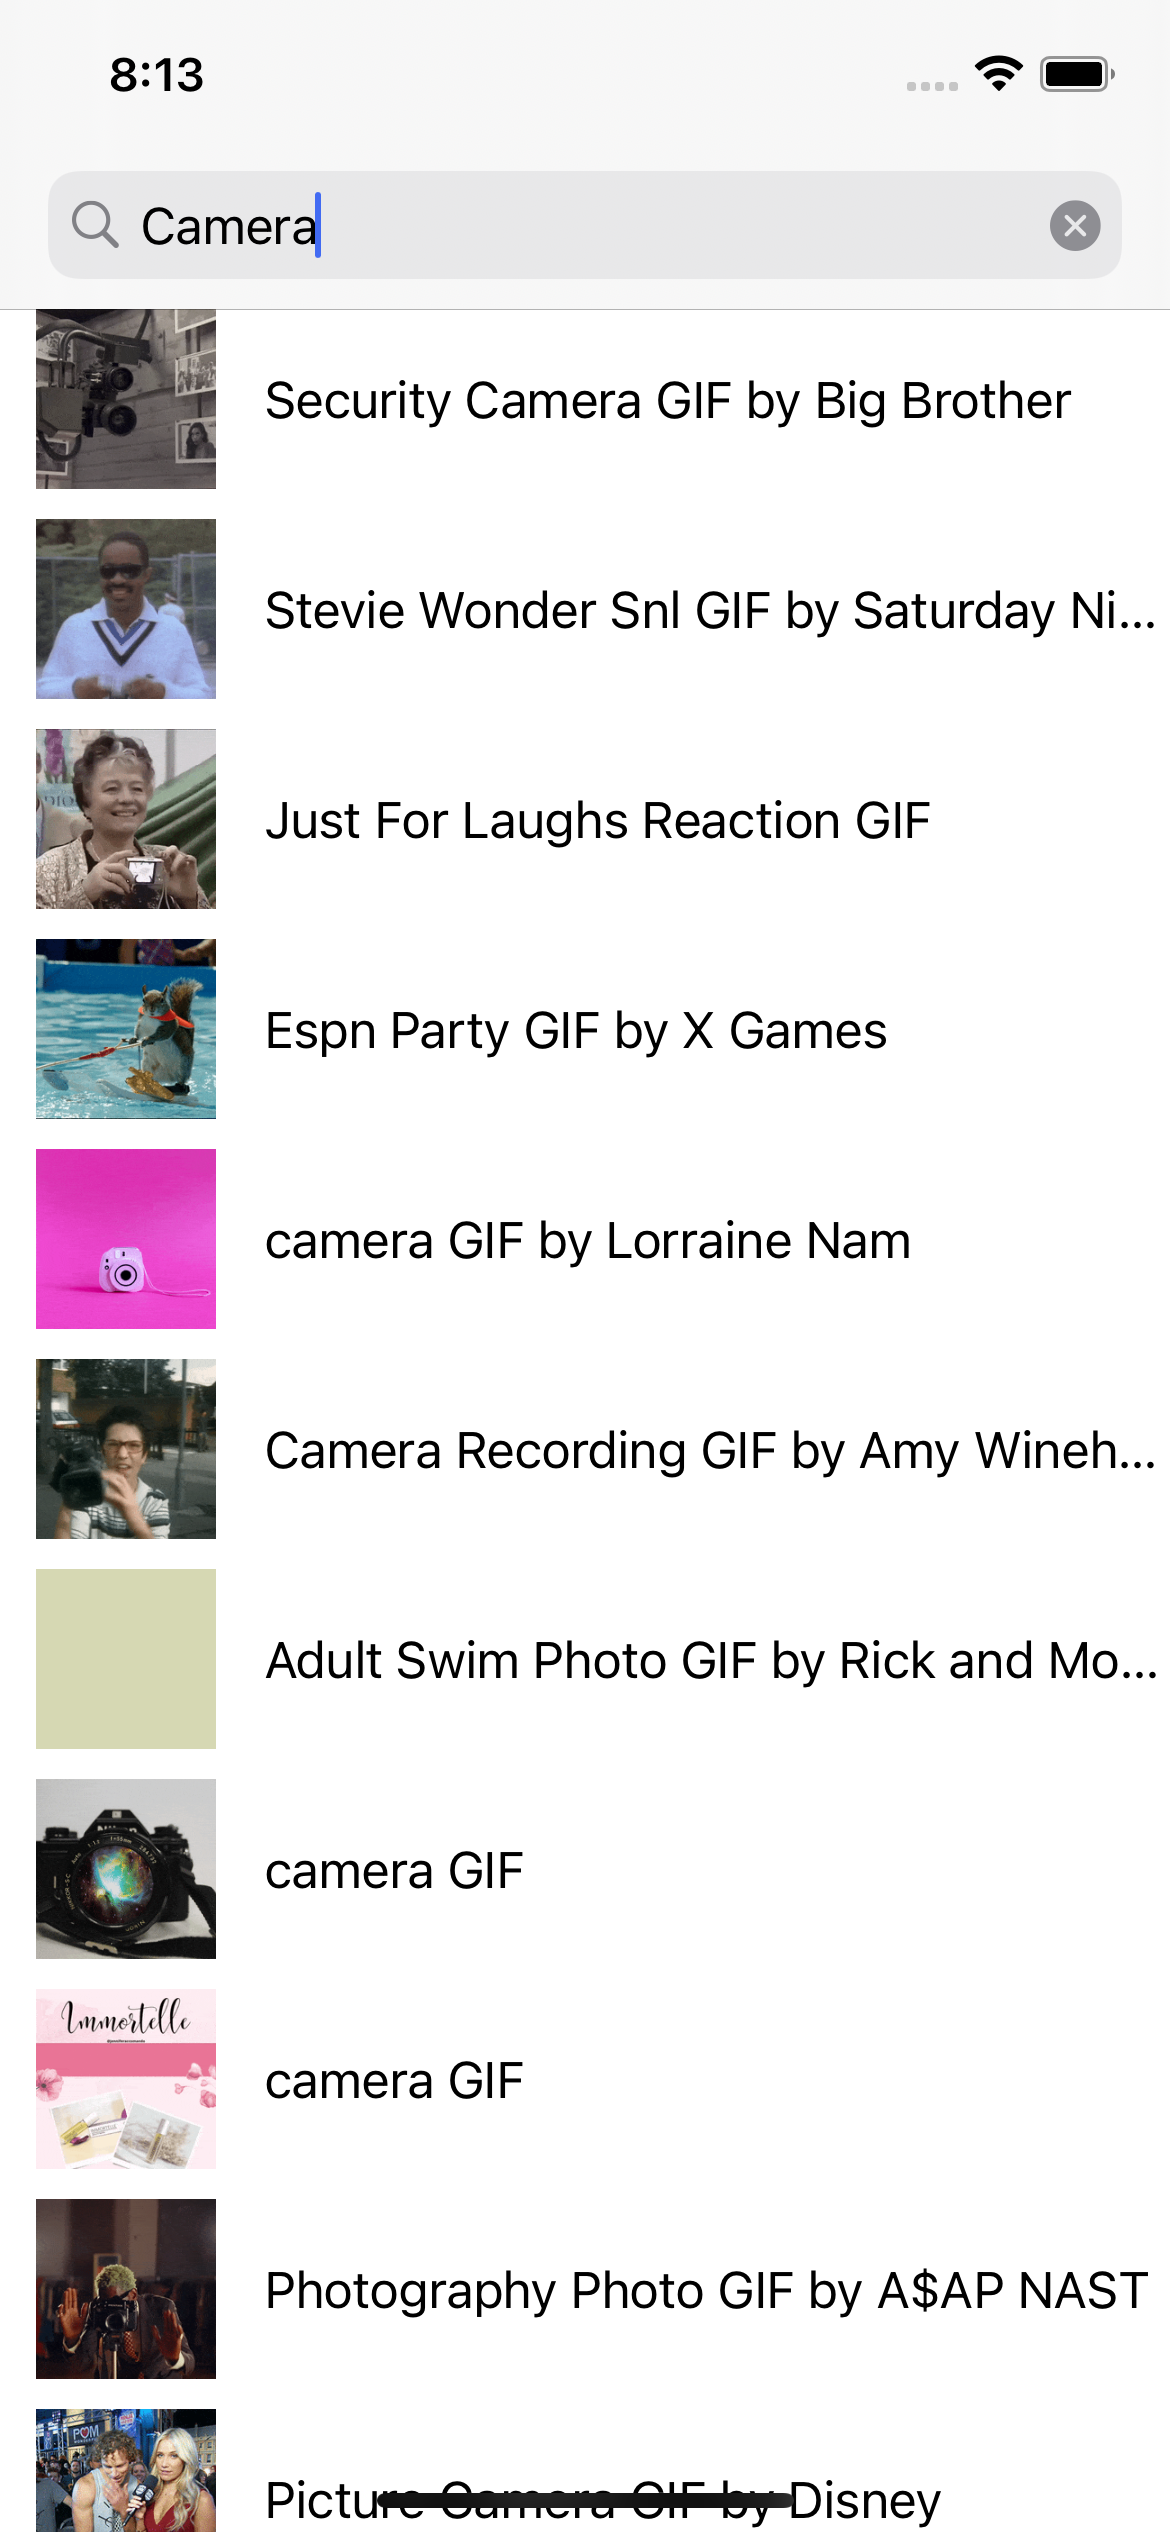 8:13
Camera
Security Camera GIF by Big Brother
Stevie Wonder Snl GIF by Saturday Ni...
Just For Laughs Reaction GIF
Espn Party GIF by X Games
camera GIF by Lorraine Nam
Camera Recording GIF by Amy Wineh...
Adult Swim Photo GIF by Rick and Mo...
camera GIF
Immortelle
camera GIF
Photography Photo GIF by A$AP NAST
POM
Picture Camera GIF by Disney